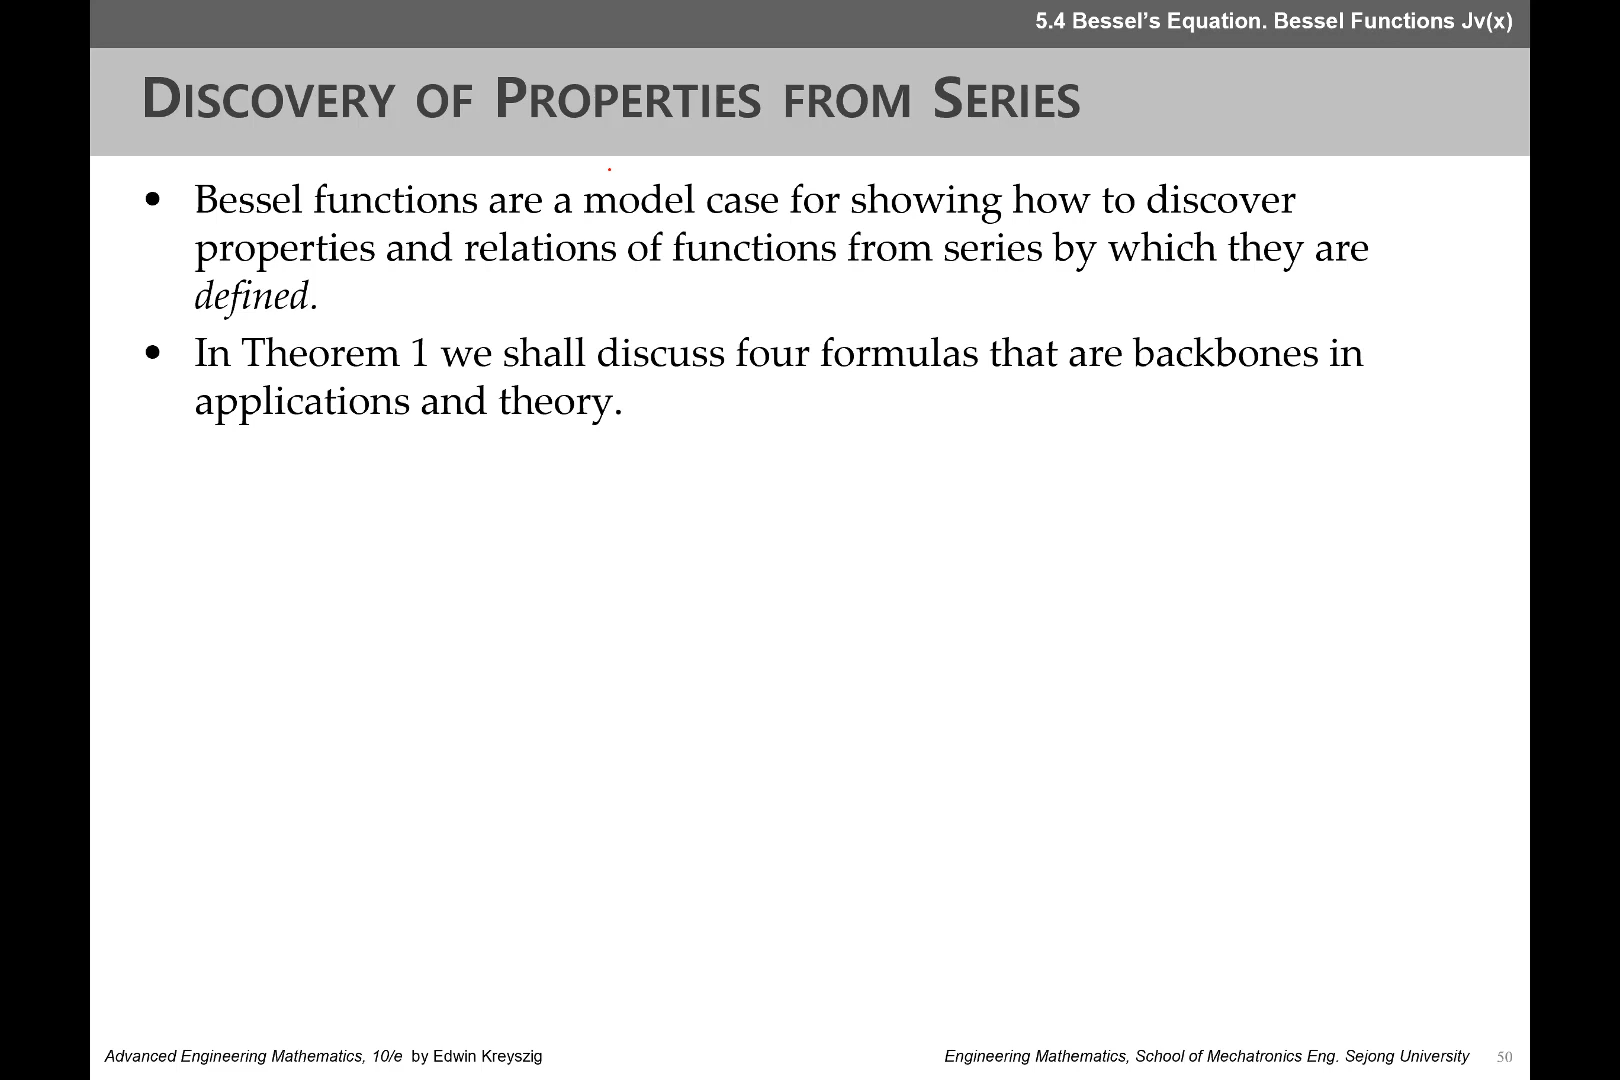 5.4 Bessel’s Equation. Bessel Functions Jv(x)
DISCOVERY OF PROPERTIES FROM SERIES
• Bessel functions are a model case for showing how to discover
properties and relations of functions from series by which they are
defined.
• In Theorem 1 we shall discuss four formulas that are backbones in
applications and theory.
Advanced Engineering Mathematics, 10/e by Edwin Kreyszig
Engineering Mathematics, School of Mechatronics Eng. Sejong University 50